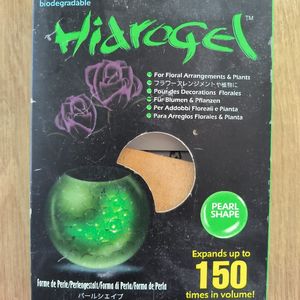 biodegradable
Hidrogel™
For Floral Arrangements & Plants
フラワーアレンジメントや植物に
Pour des Decorations Florales
Für Blumen & Pflanzen
Per Addobbi Floreali e Pianta
Para Arreglos Florales & Planta
PEARL
SHAPE
Expands up to
150
times in volume!
Forme de Perle/Perlengestalt/Forma di Perla/Forma de Perla
パールシェイプ